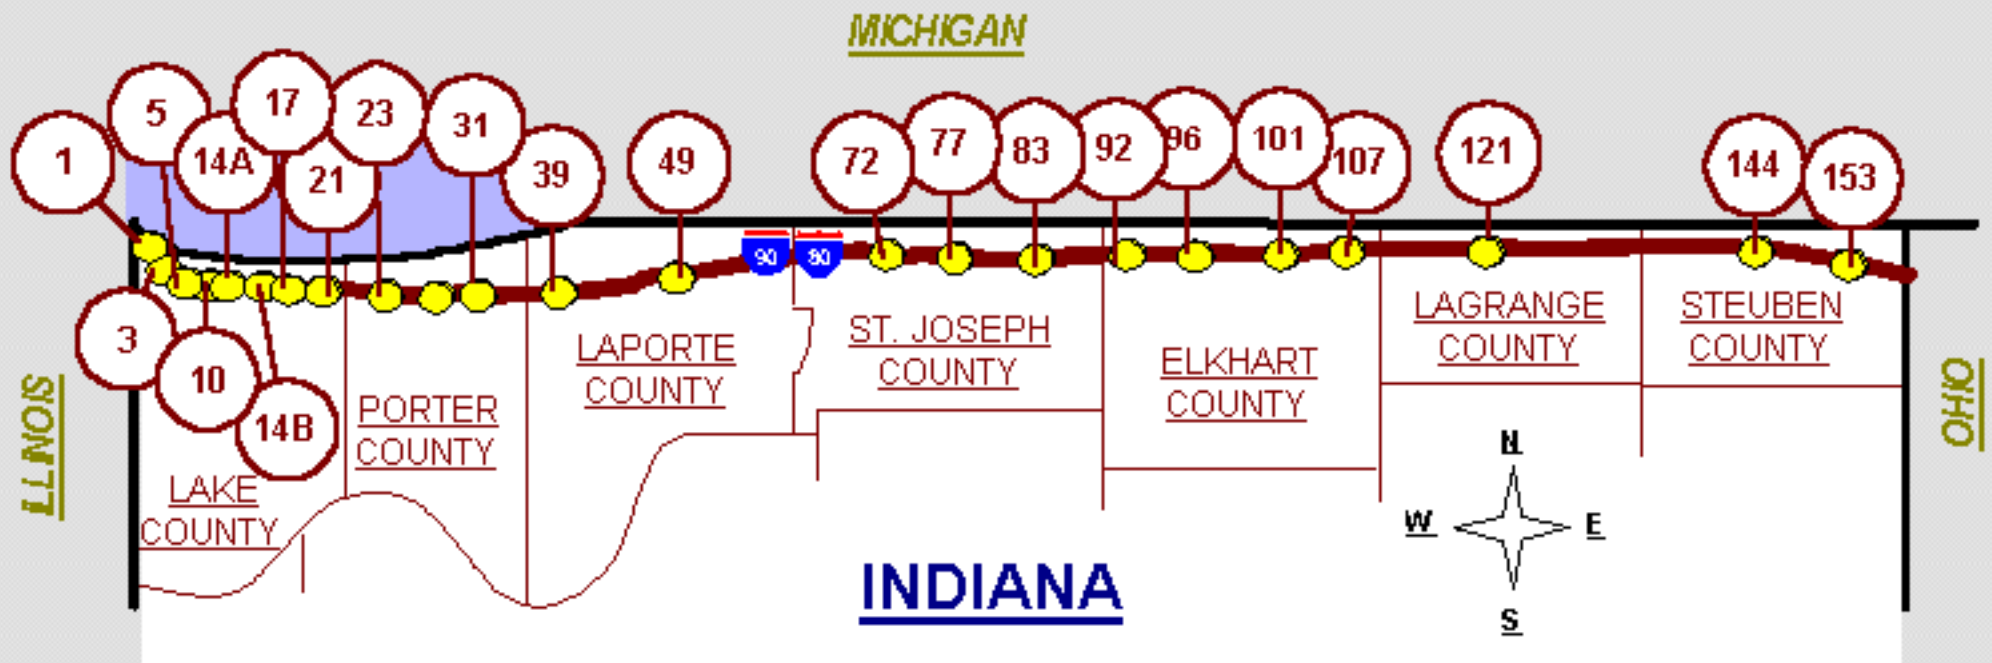 MICHIGAN
1
5
14A
17
21
23
31
39
49
72
77
83
92
96
101
107
121
144
153
3
10
14B
90
80
ILLINOIS
OHIO
LAKE
COUNTY
PORTER
COUNTY
LAPORTE
COUNTY
ST. JOSEPH
COUNTY
ELKHART
COUNTY
LAGRANGE
COUNTY
STEUBEN
COUNTY
N
W
E
S
INDIANA